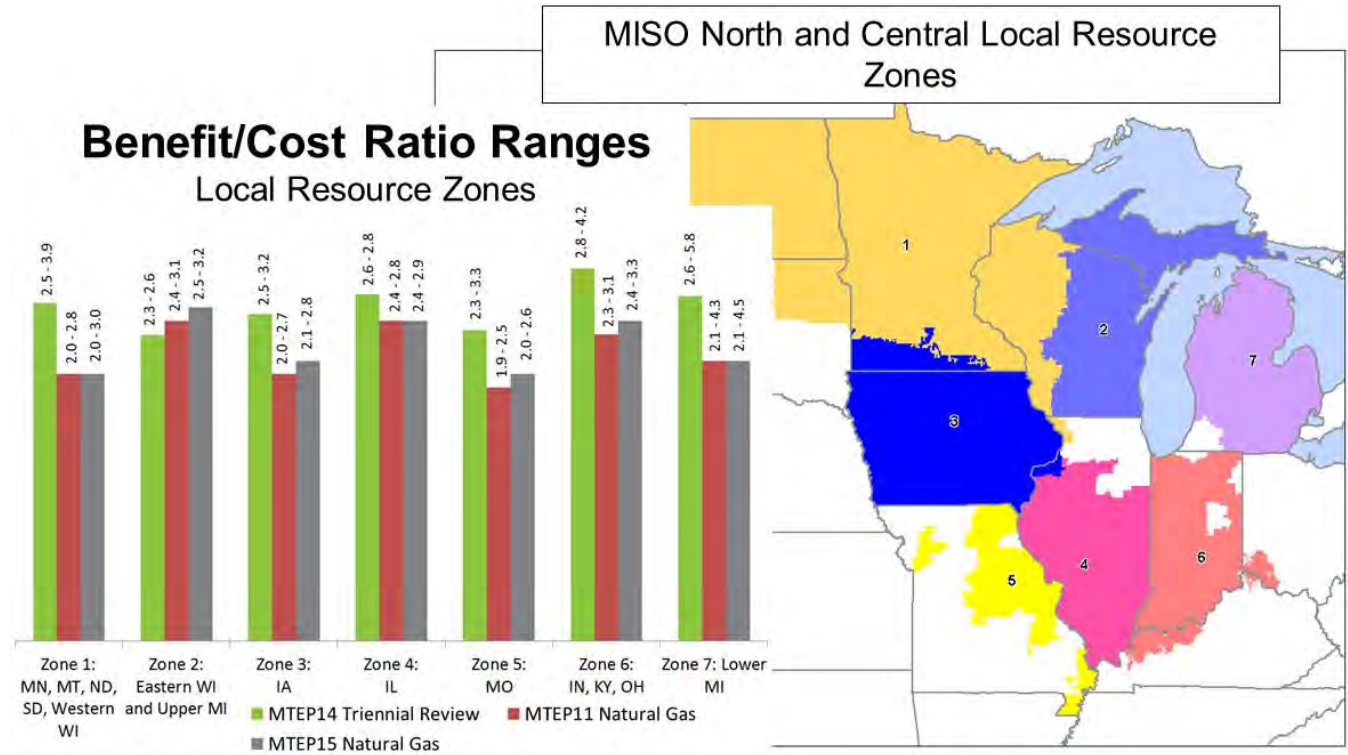 MISO North and Central Local Resource
Zones
Benefit/Cost Ratio Ranges
Local Resource Zones
2.5 - 3.9
2.0 - 2.8
2.0 - 3.0
2.3 - 2.6
2.4 - 3.1
2.5 - 3.2
2.5 - 3.2
2.0 - 2.7
2.1 - 2.8
2.6 - 2.8
2.4 - 2.8
2.4 - 2.9
2.3 - 3.3
1.9 - 2.5
2.0 - 2.6
2.8 - 4.2
2.3 - 3.1
2.4 - 3.3
2.6 - 5.8
2.1 - 4.3
2.1 - 4.5
Zone 1:
MN, MT, ND,
SD, Western
WI
Zone 2:
Eastern WI
and Upper MI
Zone 3:
IA
Zone 4:
IL
Zone 5:
MO
Zone 6:
IN, KY, OH
Zone 7: Lower
MI
MTEP14 Triennial Review
MTEP11 Natural Gas
MTEP15 Natural Gas
1
2
7
3
4
6
5